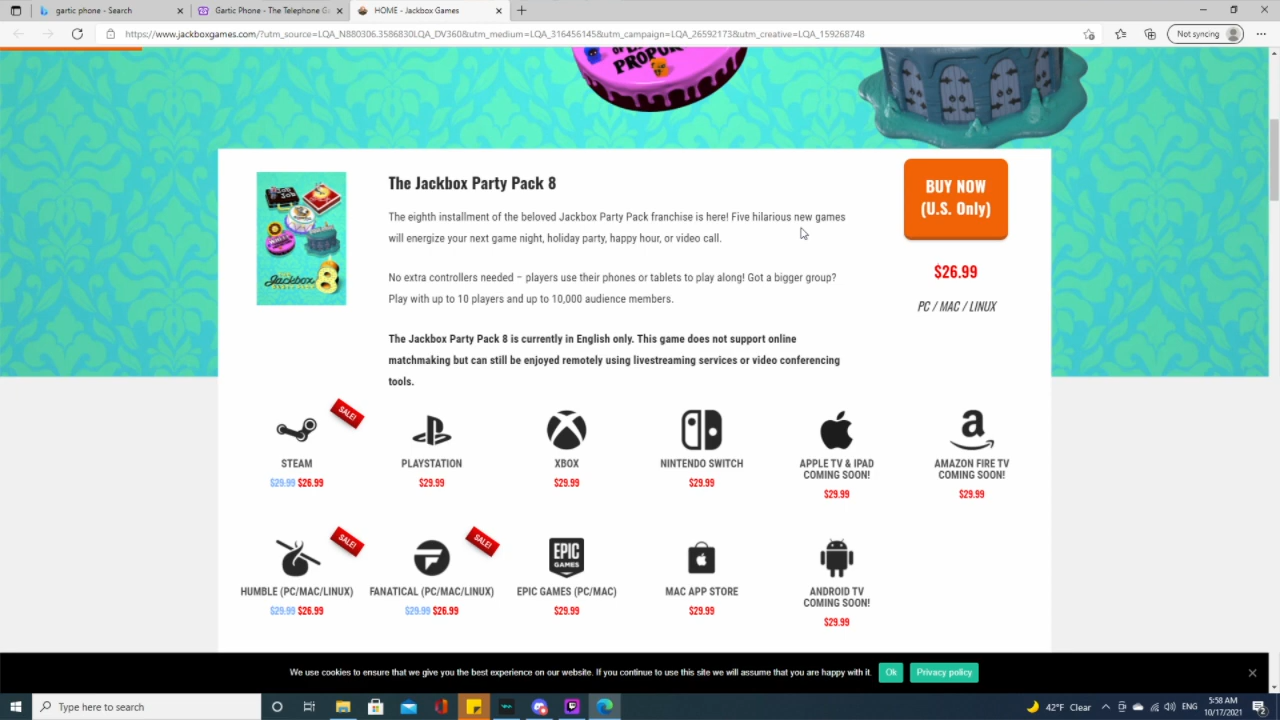 gartic phone - Search
Gartic Phone - The Telephone G
HOME - Jackbox Games
https://www.jackboxgames.com/?utm_source=LQA_N880306.3586830LQA_DV360&utm_medium=LQA_316456145&utm_campaign=LQA_26592173&utm_creative=LQA_159268748
Not syncing
The Jackbox Party Pack 8
The eighth installment of the beloved Jackbox Party Pack franchise is here! Five hilarious new games
will energize your next game night, holiday party, happy hour, or video call.
No extra controllers needed – players use their phones or tablets to play along! Got a bigger group?
Play with up to 10 players and up to 10,000 audience members.
The Jackbox Party Pack 8 is currently in English only. This game does not support online
matchmaking but can still be enjoyed remotely using livestreaming services or video conferencing
tools.
BUY NOW
(U.S. Only)
$26.99
PC / MAC / LINUX
Jackbox 8
SALE!
STEAM
$29.99 $26.99
PLAYSTATION
$29.99
XBOX
$29.99
NINTENDO SWITCH
$29.99
APPLE TV & IPAD
COMING SOON!
$29.99
AMAZON FIRE TV
COMING SOON!
$29.99
SALE!
HUMBLE (PC/MAC/LINUX)
$29.99 $26.99
SALE!
FANATICAL (PC/MAC/LINUX)
$29.99 $26.99
EPIC
GAMES
EPIC GAMES (PC/MAC)
$29.99
MAC APP STORE
$29.99
ANDROID TV
COMING SOON!
$29.99
We use cookies to ensure that we give you the best experience on our website. If you continue to use this site we will assume that you are happy with it.
Ok
Privacy policy
Type here to search
42°F Clear
ENG
5:58 AM
10/17/2021
2